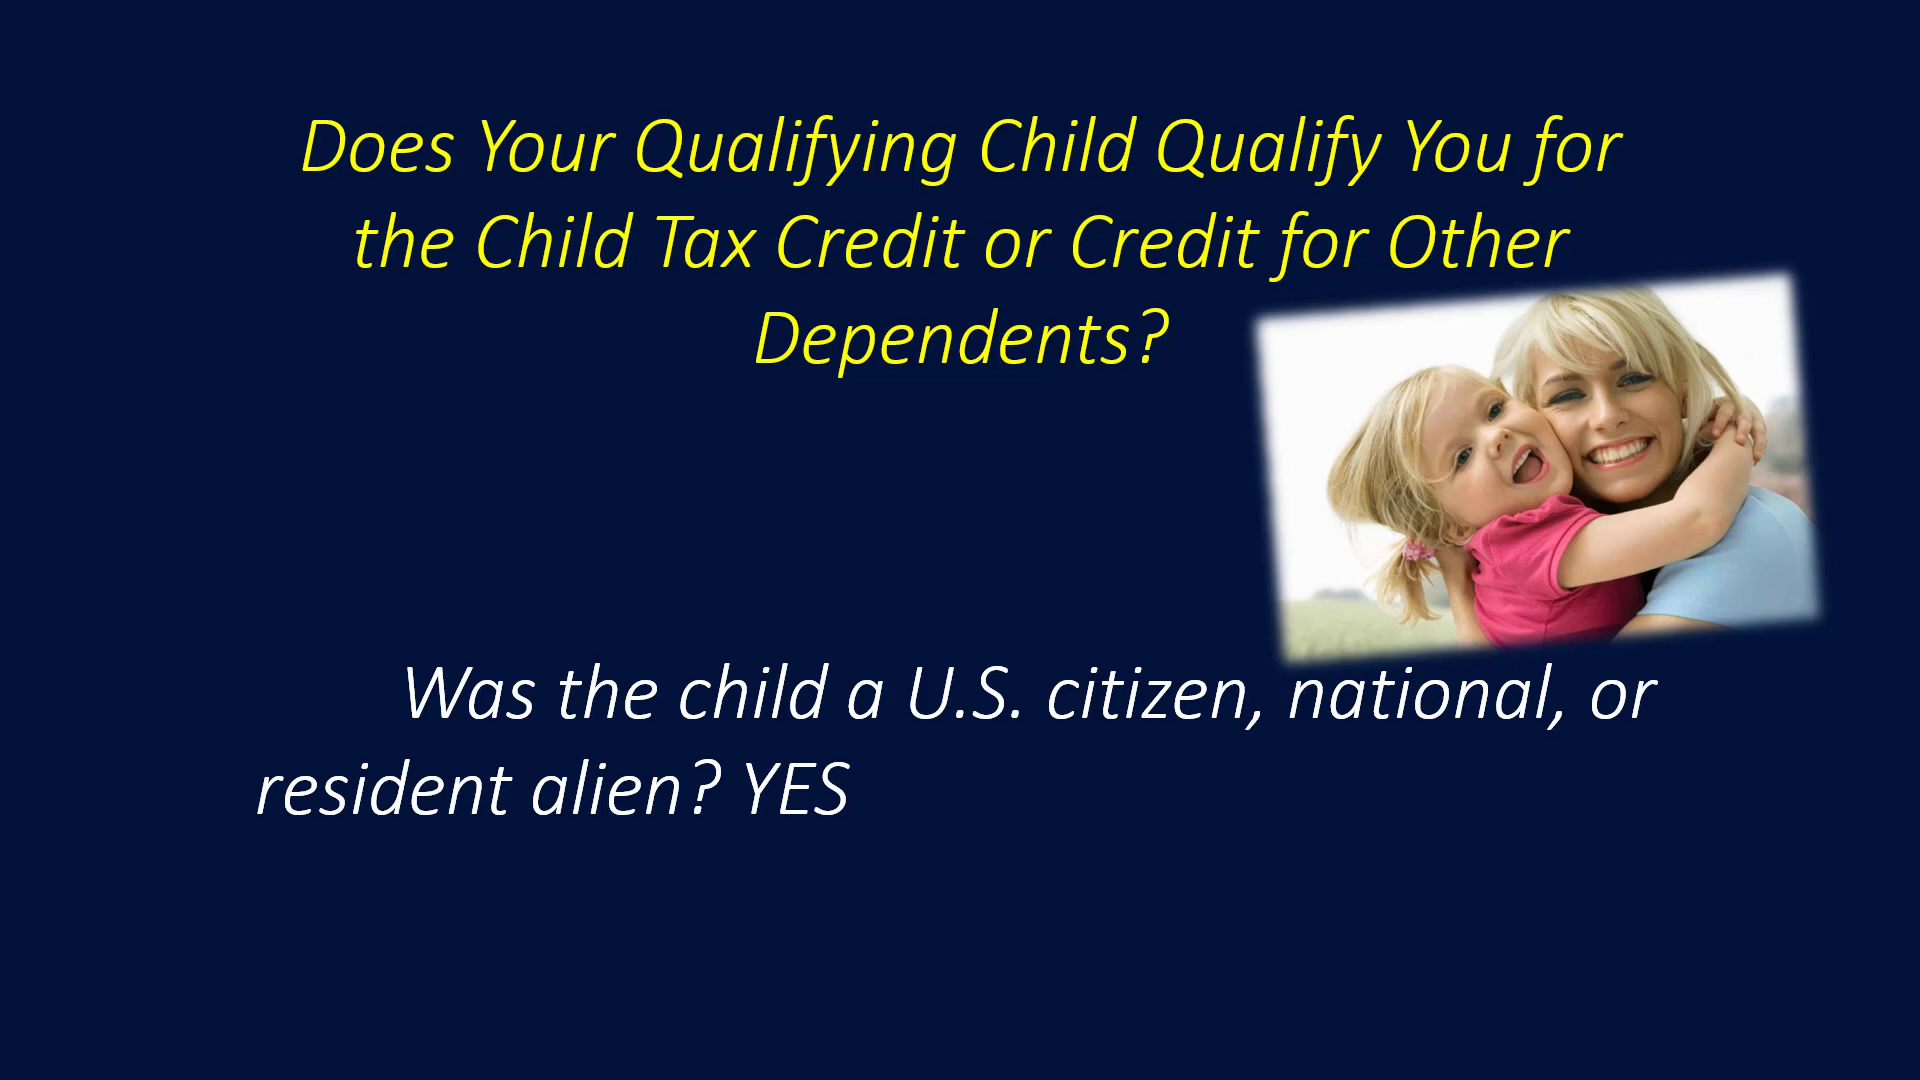 Does Your Qualifying Child Qualify You for
the Child Tax Credit or Credit for Other
Dependents?
Was the child a U.S. citizen, national, or
resident alien? YES